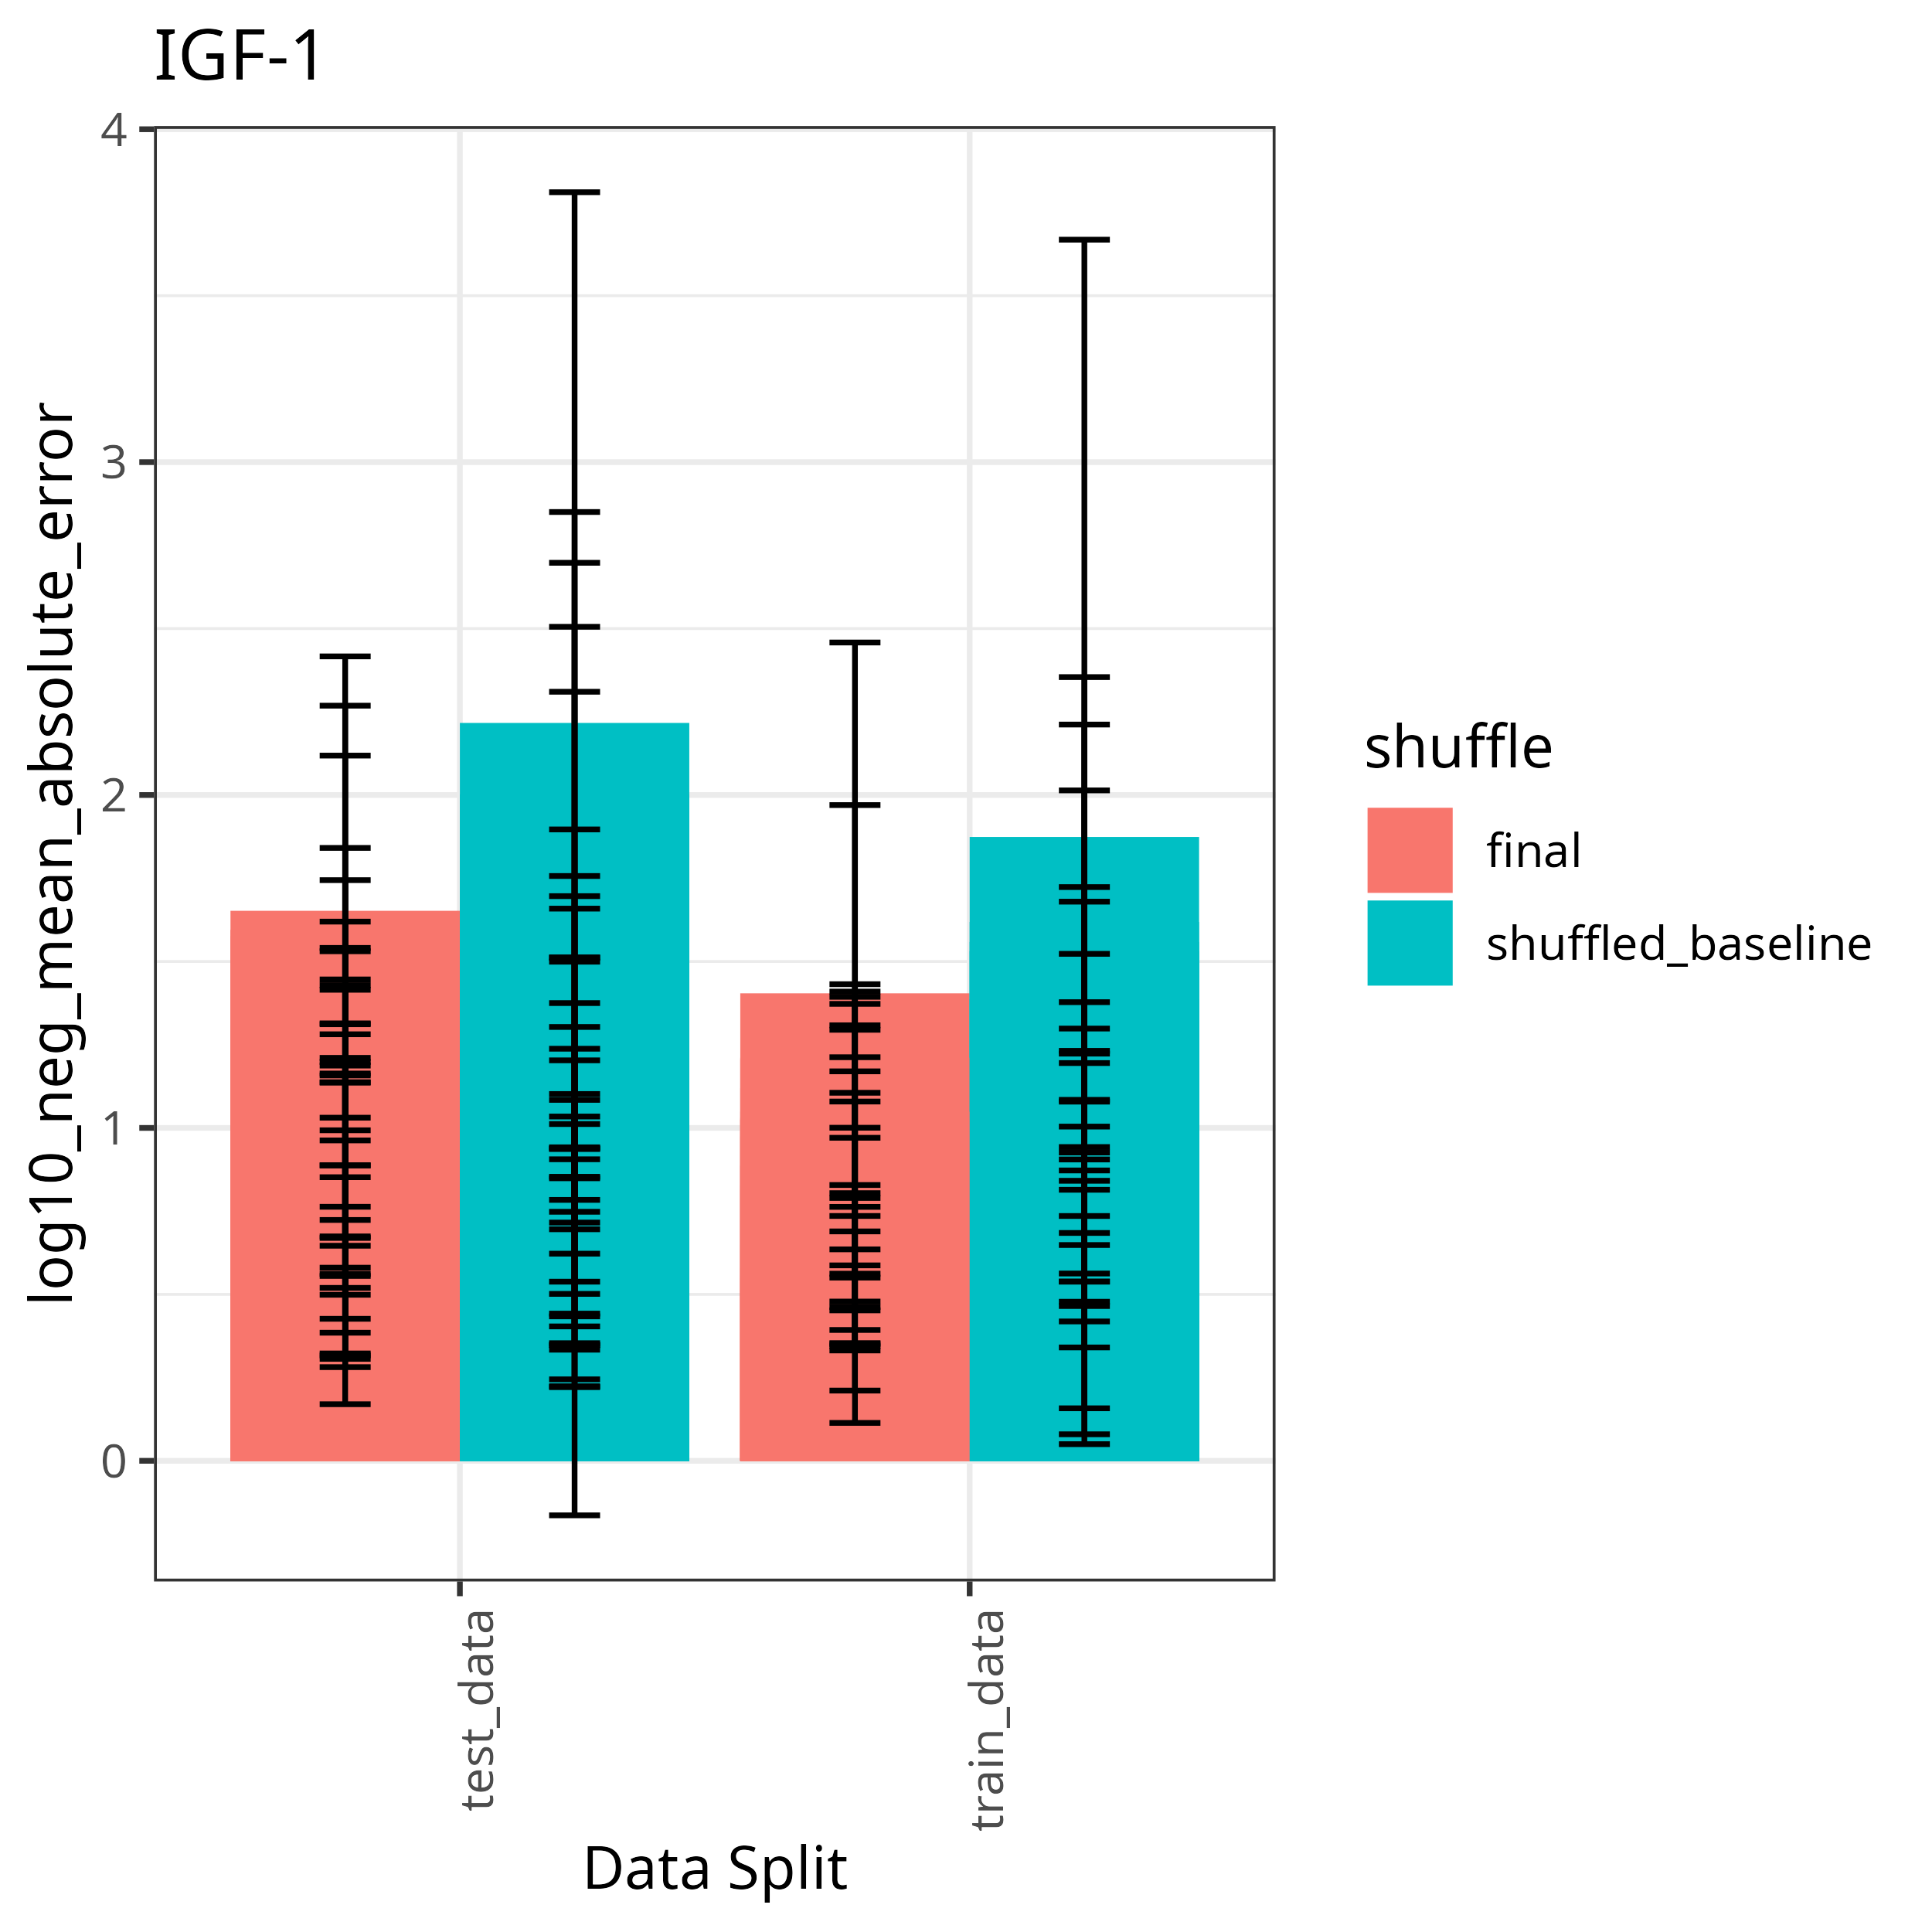 IGF-1
log10_neg_mean_absolute_error
4
3
2
1
0
test_data
train_data
Data Split
shuffle
final
shuffled_baseline